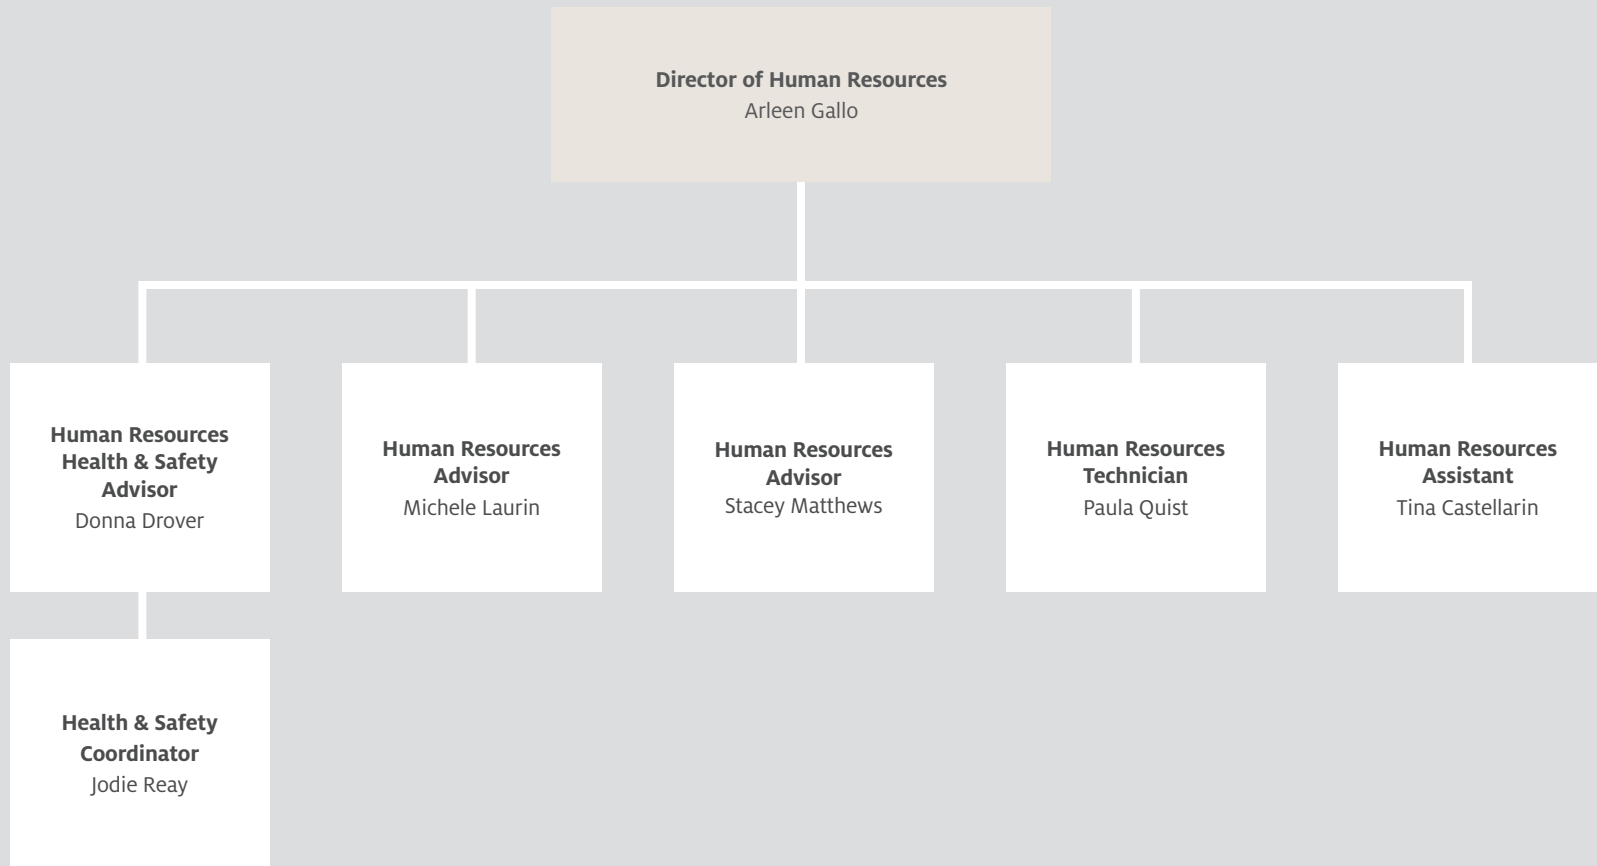 Director of Human Resources
Arleen Gallo
Human Resources
Health & Safety
Advisor
Donna Drover
Human Resources
Advisor
Michele Laurin
Human Resources
Advisor
Stacey Matthews
Human Resources
Technician
Paula Quist
Human Resources
Assistant
Tina Castellarin
Health & Safety
Coordinator
Jodie Reay